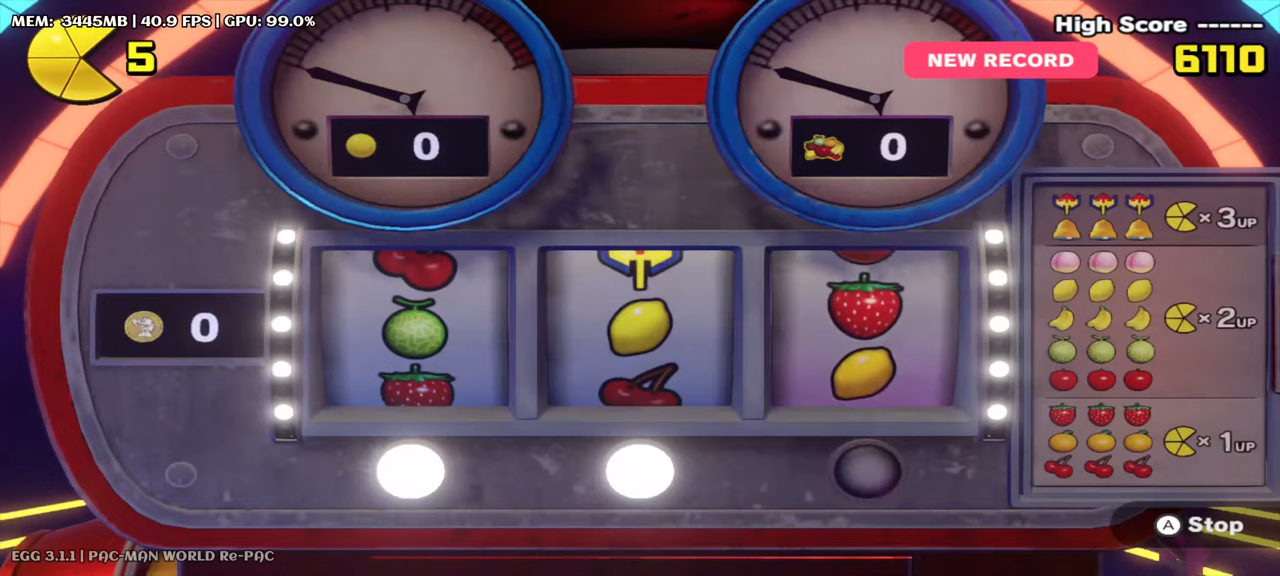 MEM: 3445MB | 40.9 FPS | GPU: 99.0%
High Score ------
5
NEW RECORD
6110
0
0
× 3UP
0
× 2UP
× 1UP
A Stop
EGG 3.1.1 | PAC-MAN WORLD Re-PAC